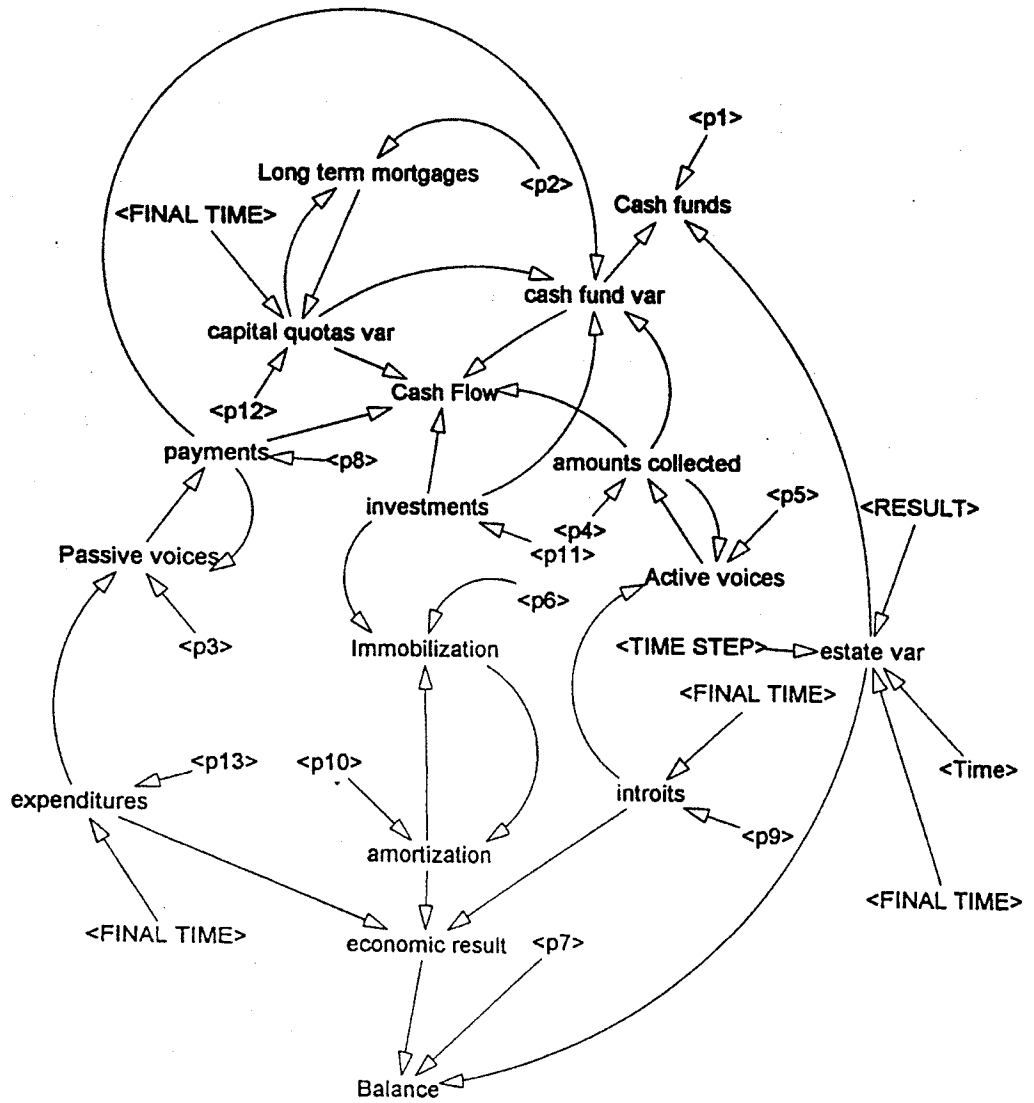 <p1>
Long term mortgages
<p2>
Cash funds
<FINAL TIME>
cash fund var
capital quotas var
Cash Flow
<p12>
payments
<p8>
amounts collected
investments
<p5>
<RESULT>
<p4>
<p11>
Passive voices
Active voices
<p6>
<p3>
Immobilization
<TIME STEP>
estate var
<FINAL TIME>
<p13>
<p10>
<Time>
expenditures
introits
<p9>
amortization
<FINAL TIME>
<FINAL TIME>
economic result
<p7>
Balance